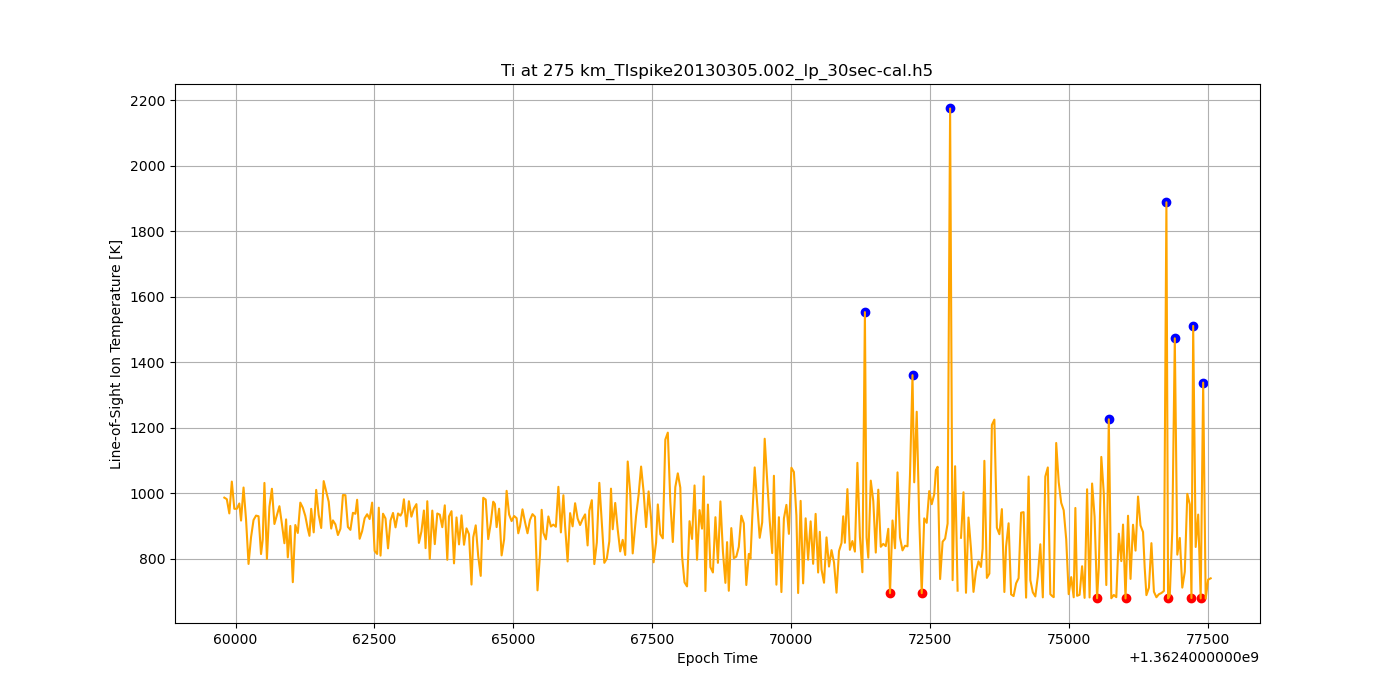 Ti at 275 km_TIspike20130305.002_lp_30sec-cal.h5
Line-of-Sight Ion Temperature [K]
2200
2000
1800
1600
1400
1200
1000
800
60000 62500 65000 67500 70000 72500 75000 77500
Epoch Time
+1.3624000000e9